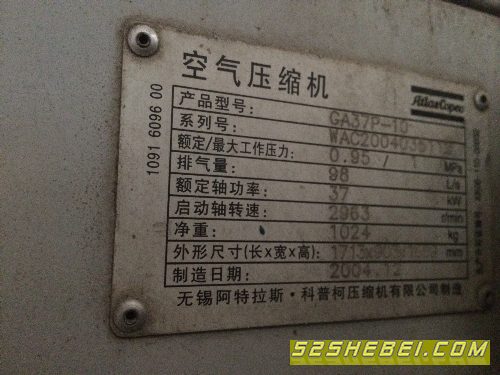 空气压缩机
Atlas Copco
产品型号: GA37P-10
系列号:
额定/最大工作压力: 0.95 / MPa
排气量: 98 L/s
额定轴功率: 37 kW
启动轴转速: 2963 r/min
净重: 1024 kg
外形尺寸(长x宽x高): mm
制造日期: 2004.12
无锡阿特拉斯·科普柯压缩机有限公司制造
1091 6096 00
52SHEBEI.COM